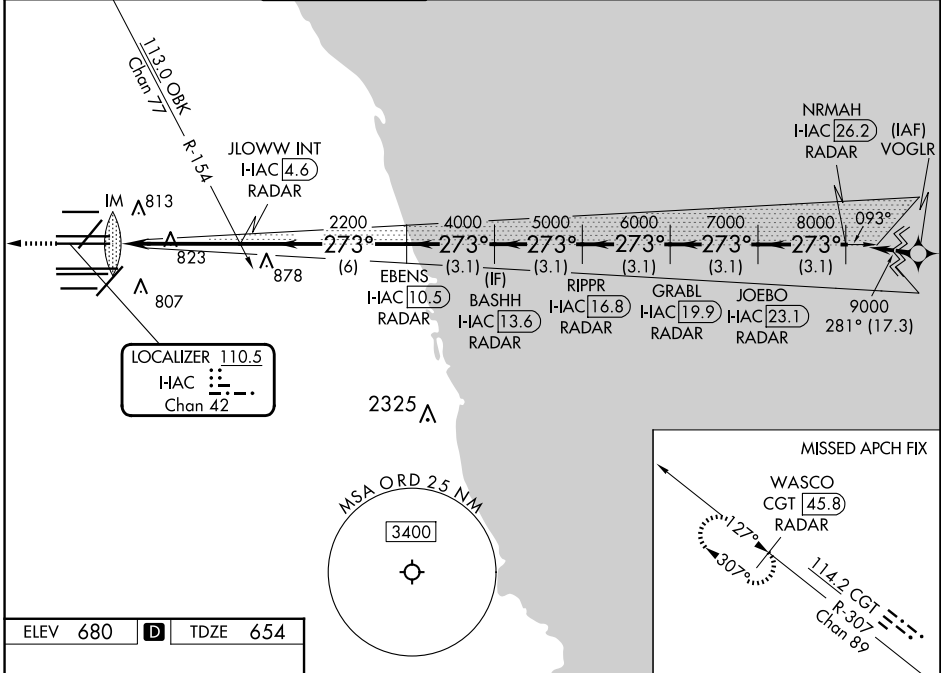 113.0 OBK
Chan 77
R-154
JLOWW INT
I-IAC 4.6
RADAR
NRMAH
I-IAC 26.2
RADAR
(IAF)
VOGLR
IM
813
823
878
807
2200
4000
5000
6000
7000
8000
093°
273°
273°
273°
273°
273°
273°
(6)
(3.1)
(3.1)
(3.1)
(3.1)
(3.1)
EBENS
I-IAC 10.5
RADAR
(IF)
BASHH
I-IAC 13.6
RADAR
RIPPR
I-IAC 16.8
RADAR
GRABL
I-IAC 19.9
RADAR
JOEBO
I-IAC 23.1
RADAR
9000
281° (17.3)
LOCALIZER 110.5
I-IAC
Chan 42
2325
MSA ORD 25 NM
3400
MISSED APCH FIX
WASCO
CGT 45.8
RADAR
127°
307°
114.2 CGT
R-307
Chan 89
ELEV 680 D TDZE 654